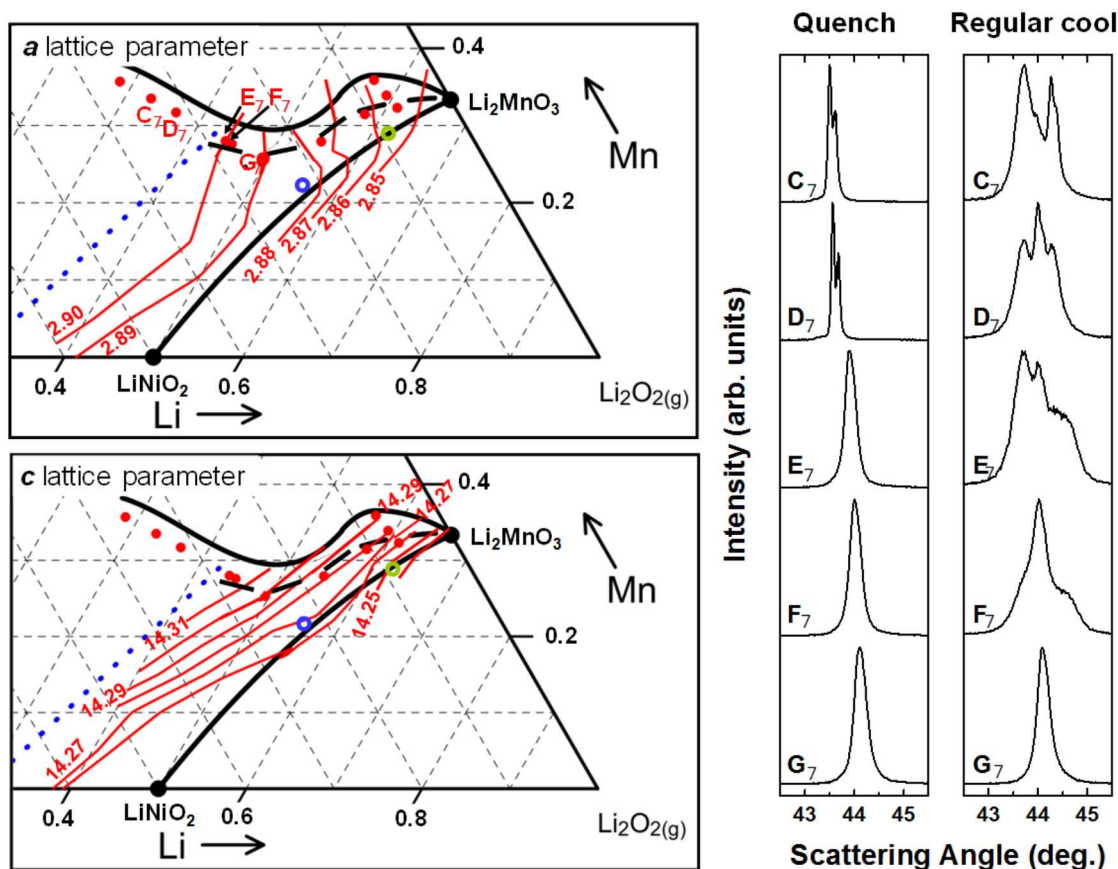 a lattice parameter
0.4
E₇F₇
C₇
D₇
G₇
Li₂MnO₃
Mn
0.2
2.90
2.89
2.88
2.87
2.86
2.85
LiNiO₂
0.4
0.6
0.8
Li
Li₂O₂(g)
c lattice parameter
0.4
14.29
14.27
Li₂MnO₃
Mn
14.31
14.25
0.2
14.29
14.27
LiNiO₂
0.4
0.6
0.8
Li
Li₂O₂(g)
Quench
Regular cool
Intensity (arb. units)
C₇
C₇
D₇
D₇
E₇
E₇
F₇
F₇
G₇
G₇
43 44 45
43 44 45
Scattering Angle (deg.)